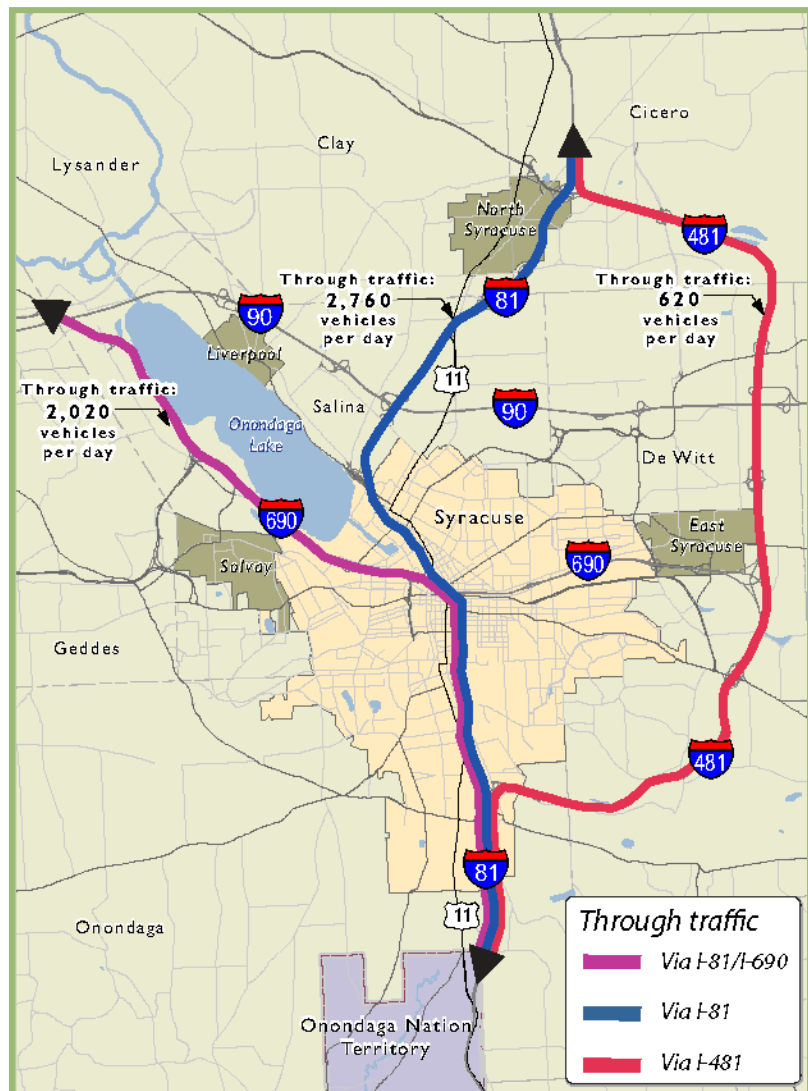 Cicero
Clay
Lysander
North
Syracuse
481
Through traffic:
2,760
vehicles
per day
81
Through traffic:
620
vehicles
per day
90
Liverpool
11
Through traffic:
2,020
vehicles
per day
Salina
90
Onondaga
Lake
De Witt
690
Syracuse
East
Syracuse
690
Solvay
Geddes
481
81
11
Onondaga
Onondaga Nation
Territory
Through traffic
Via I-81/I-690
Via I-81
Via I-481